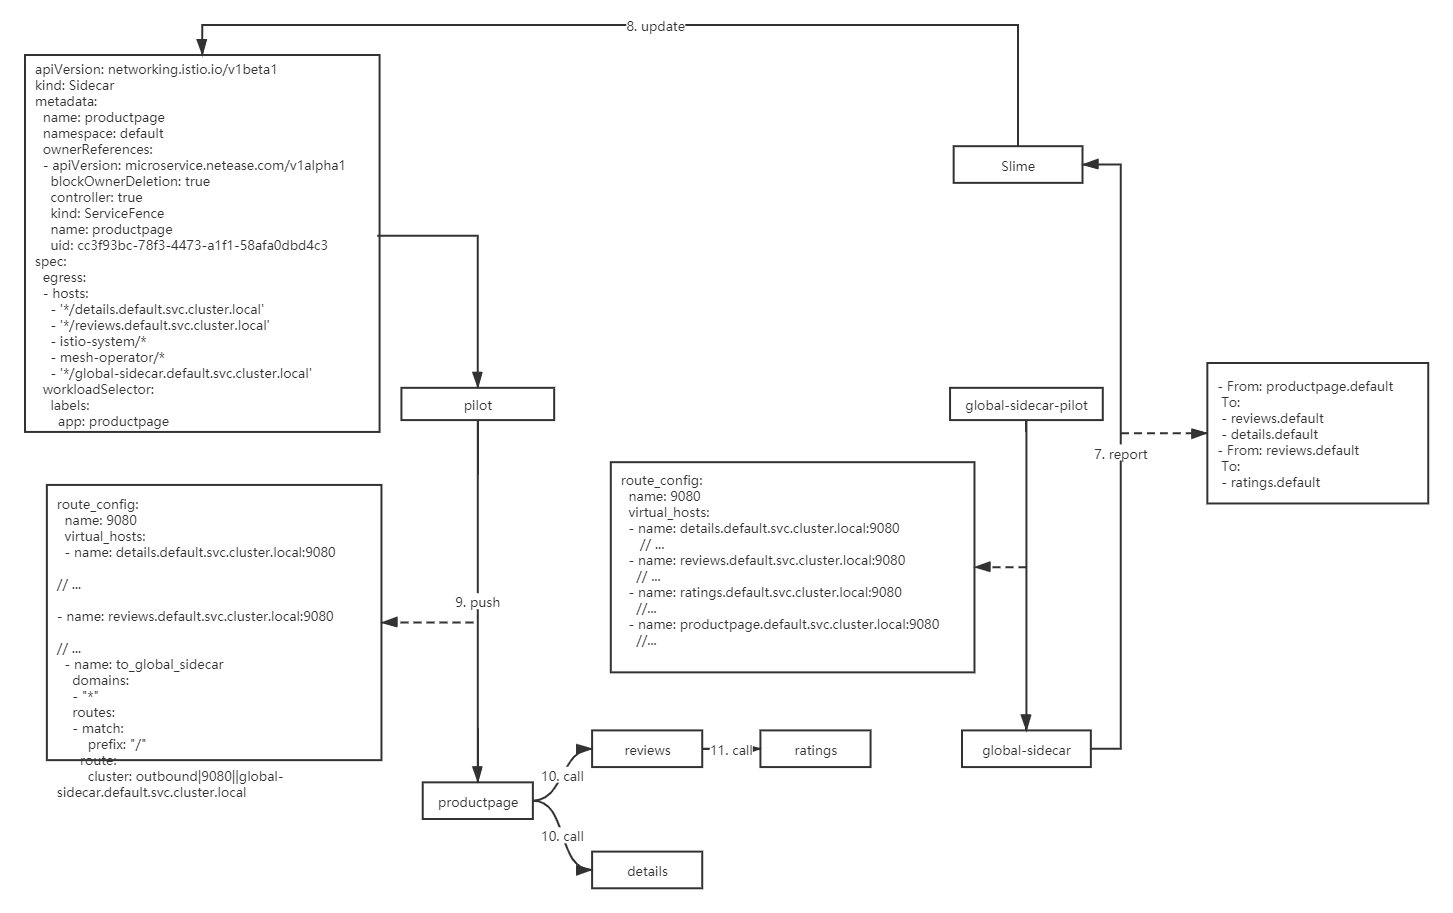 8. update
apiVersion: networking.istio.io/v1beta1
kind: Sidecar
metadata:
name: productpage
namespace: default
ownerReferences:
- apiVersion: microservice.netease.com/v1alpha1
blockOwnerDeletion: true
controller: true
kind: ServiceFence
name: productpage
uid: cc3f93bc-78f3-4473-a1f1-58afa0dbd4c3
spec:
egress:
- hosts:
- '*/details.default.svc.cluster.local'
- '*/reviews.default.svc.cluster.local'
- istio-system/*
- mesh-operator/*
- '*/global-sidecar.default.svc.cluster.local'
workloadSelector:
labels:
app: productpage
Slime
pilot
global-sidecar-pilot
- From: productpage.default
To:
- reviews.default
- details.default
- From: reviews.default
To:
- ratings.default
7. report
route_config:
name: 9080
virtual_hosts:
- name: details.default.svc.cluster.local:9080
// ...
- name: reviews.default.svc.cluster.local:9080
// ...
- name: ratings.default.svc.cluster.local:9080
//...
- name: productpage.default.svc.cluster.local:9080
//...
route_config:
name: 9080
virtual_hosts:
- name: details.default.svc.cluster.local:9080
// ...
- name: reviews.default.svc.cluster.local:9080
// ...
- name: to_global_sidecar
domains:
- "*"
routes:
- match:
prefix: "/"
route:
cluster: outbound|9080||global-
sidecar.default.svc.cluster.local
9. push
productpage
10. call
reviews
11. call
ratings
global-sidecar
10. call
details